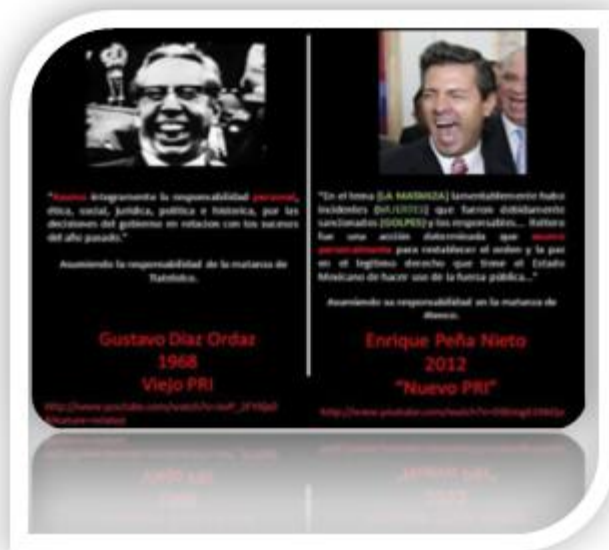 "Asumo íntegramente la responsabilidad personal,
ética, social, jurídica, política e histórica, por las
decisiones del gobierno en relación con los sucesos
del año pasado."
Asumiendo la responsabilidad de la matanza de
Tlatelolco.
Gustavo Díaz Ordaz
1968
Viejo PRI
"En el tema [LA MATANZA] lamentablemente hubo
incidentes [MUERTES] que fueron debidamente
sancionados [GOLPES] y los responsables...
fue una acción determinada que asumo
personalmente para restablecer el orden y la paz
en el legítimo derecho que tiene el Estado
Mexicano de hacer uso de la fuerza pública..."
Asumiendo su responsabilidad en la matanza de
Atenco.
Enrique Peña Nieto
2012
"Nuevo PRI"